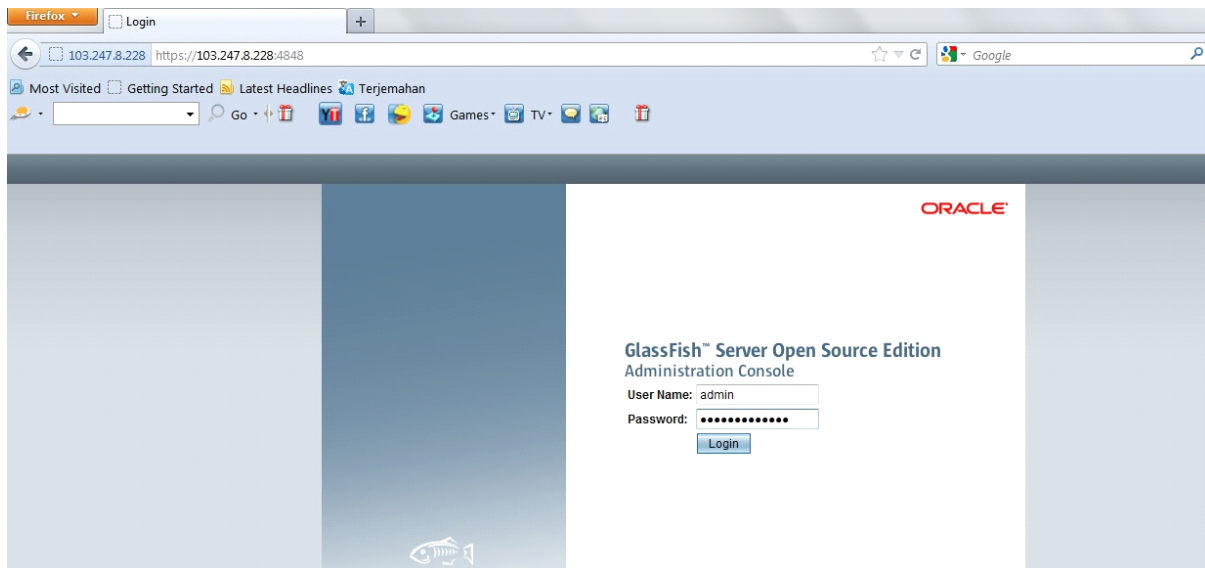 Firefox
Login
+
103.247.8.228 https://103.247.8.228:4848
Google
Most Visited Getting Started Latest Headlines Terjemahan
Go Games TV
ORACLE
GlassFish™ Server Open Source Edition
Administration Console
User Name: admin
Password: •••••••••••••
Login